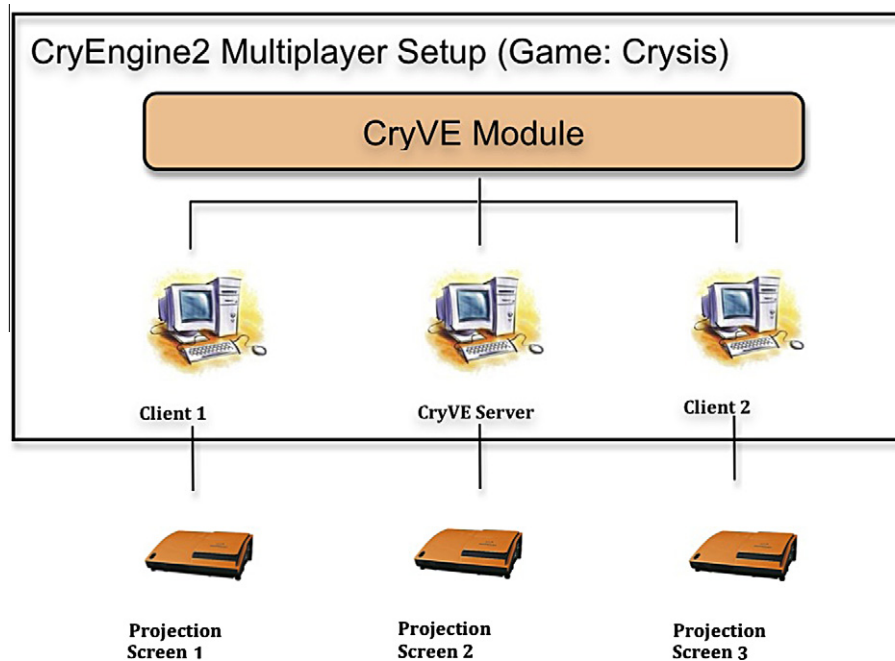 CryEngine2 Multiplayer Setup (Game: Crysis)
CryVE Module
Client 1
CryVE Server
Client 2
Projection
Screen 1
Projection
Screen 2
Projection
Screen 3